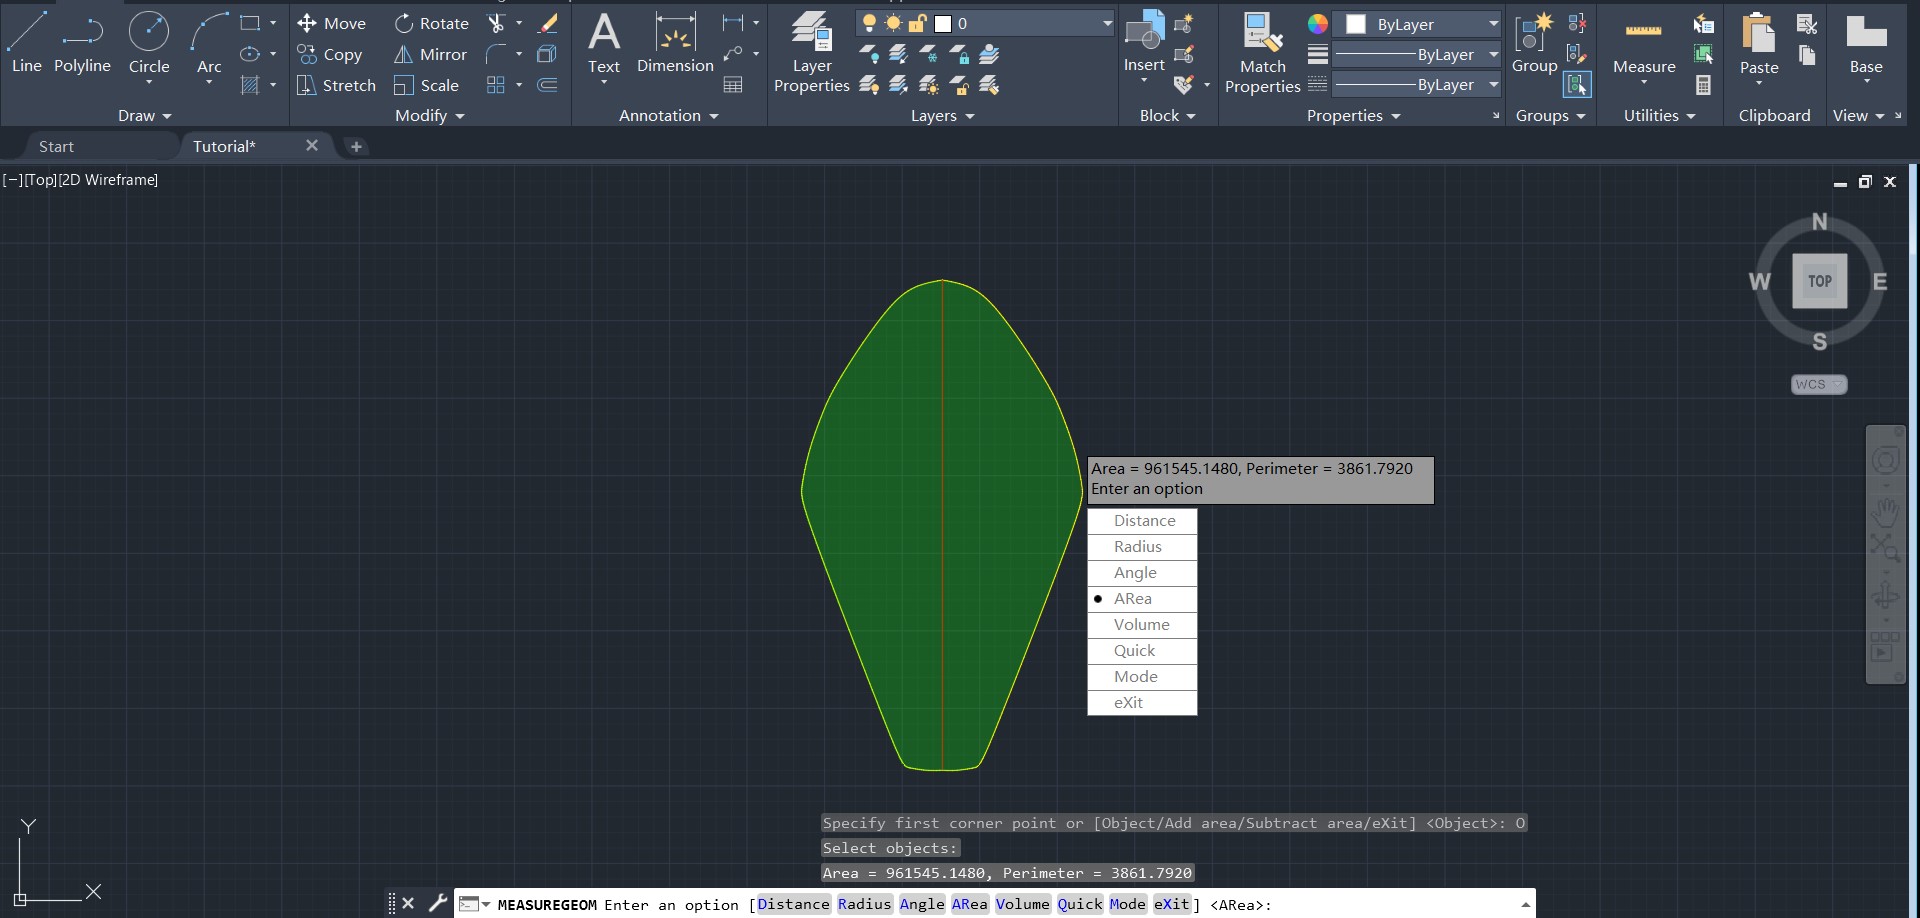 Line
Polyline
Circle
Arc
Draw
Move
Rotate
Copy
Mirror
Stretch
Scale
Modify
A
Text
Dimension
Annotation
0
Layer
Properties
Layers
Insert
Block
Match
Properties
ByLayer
ByLayer
ByLayer
Properties
Group
Groups
Measure
Utilities
Paste
Clipboard
Base
View
Start
Tutorial*
[−][Top][2D Wireframe]
N
W
TOP
E
S
WCS
Area = 961545.1480, Perimeter = 3861.7920
Enter an option
Distance
Radius
Angle
ARea
Volume
Quick
Mode
eXit
Y
X
Specify first corner point or [Object/Add area/Subtract area/eXit] <Object>: O
Select objects:
Area = 961545.1480, Perimeter = 3861.7920
MEASUREGEOM Enter an option [Distance Radius Angle ARea Volume Quick Mode eXit] <ARea>: